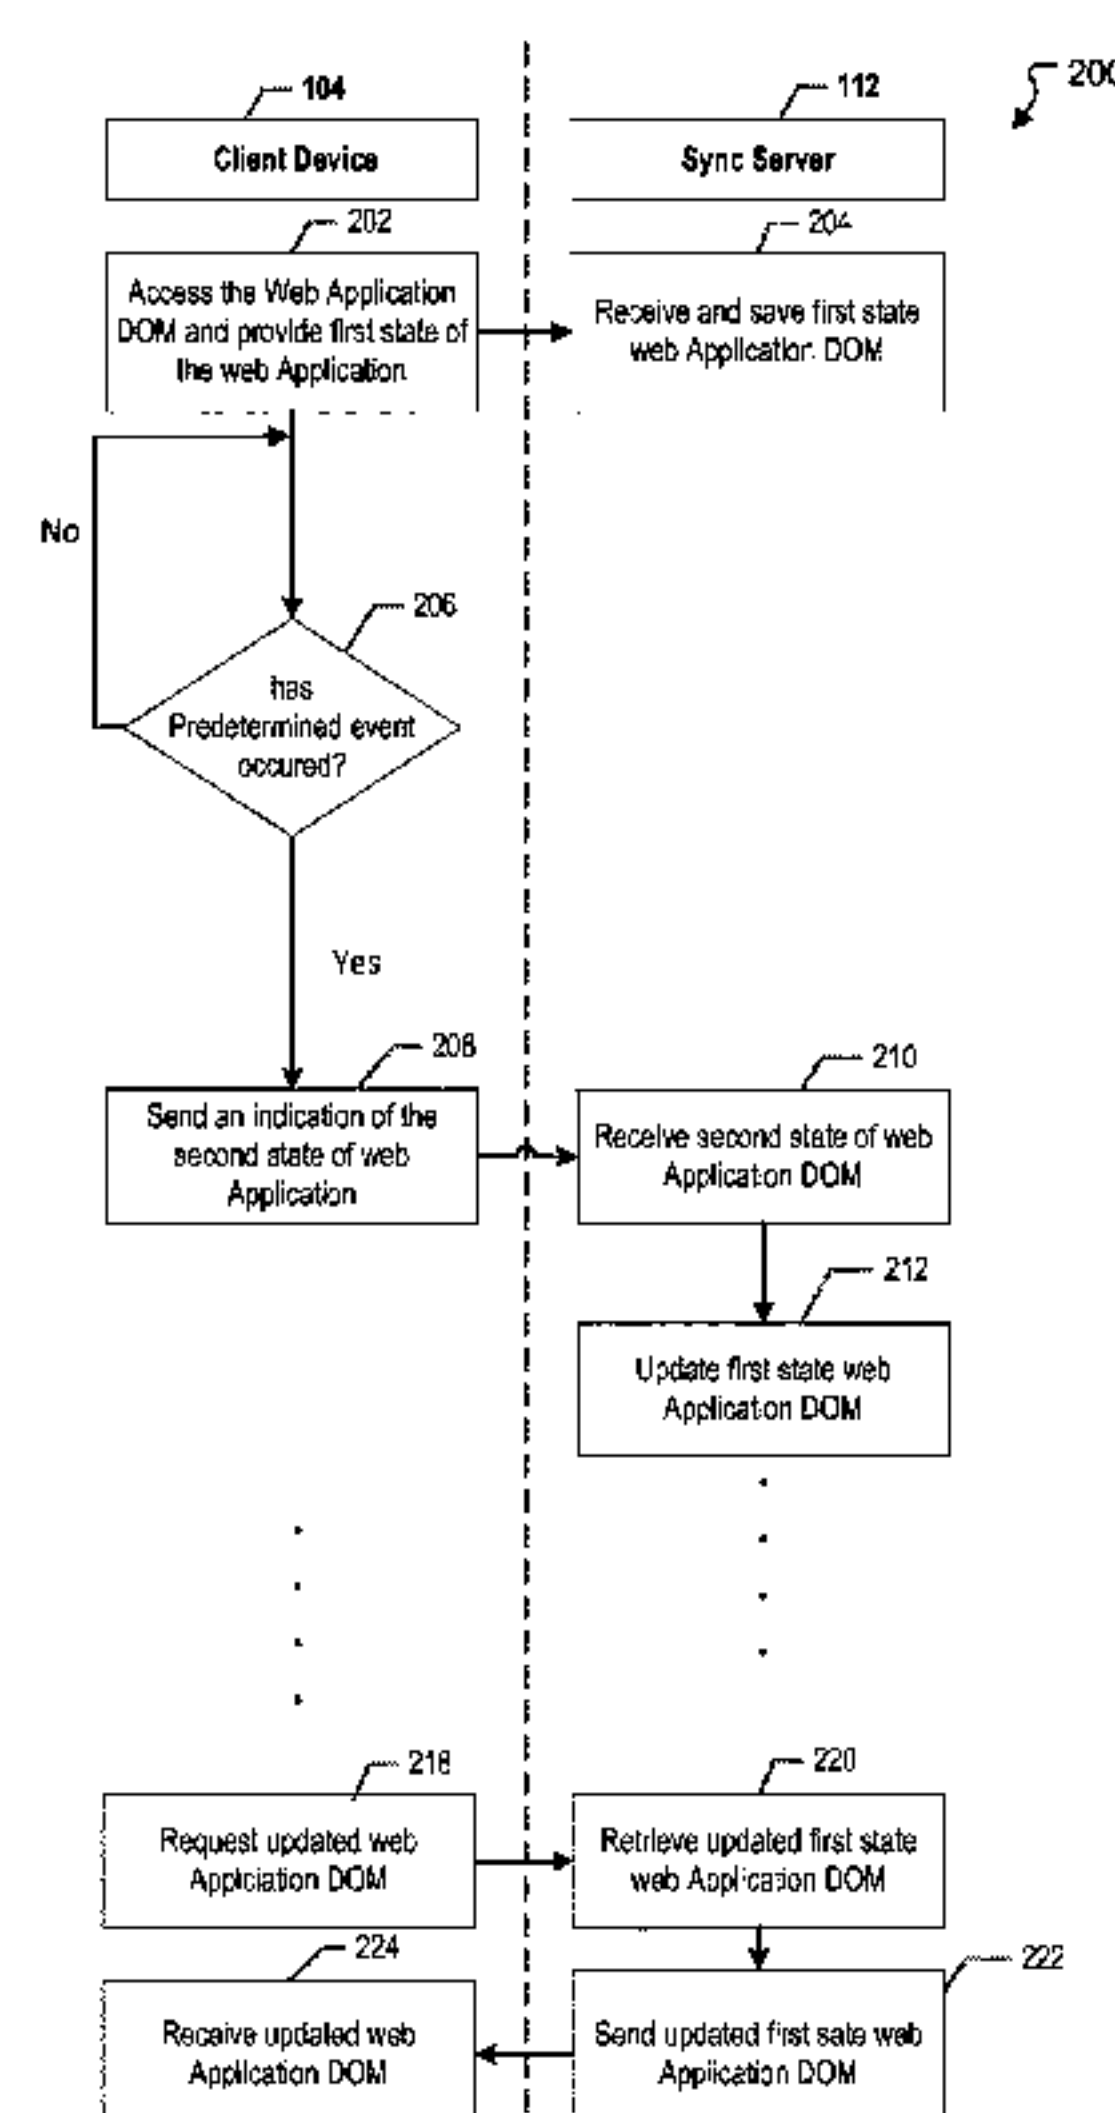 200
104
112
Client Device
Sync Server
202
204
Access the Web Application
DOM and provide first state of
the web Application
Receive and save first state
web Application DOM
No
206
has
Predetermined event
occured?
Yes
208
210
Send an indication of the
second state of web
Application
Receive second state of web
Application DOM
212
Update first state web
Application DOM
218
220
Request updated web
Applciation DOM
Retrieve updated first state
web Application DOM
224
222
Receive updated web
Application DOM
Send updated first sate web
Application DOM